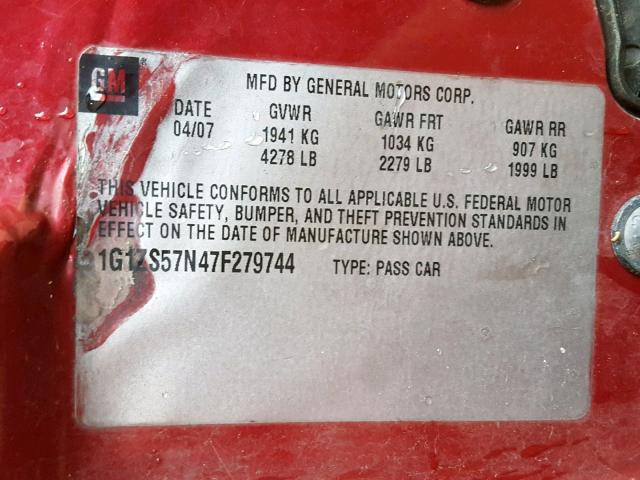 GM
MFD BY GENERAL MOTORS CORP.
DATE GVWR GAWR FRT GAWR RR
04/07 1941 KG 1034 KG 907 KG
4278 LB 2279 LB 1999 LB
THIS VEHICLE CONFORMS TO ALL APPLICABLE U.S. FEDERAL MOTOR
VEHICLE SAFETY, BUMPER, AND THEFT PREVENTION STANDARDS IN
EFFECT ON THE DATE OF MANUFACTURE SHOWN ABOVE.
1G1ZS57N47F279744 TYPE: PASS CAR